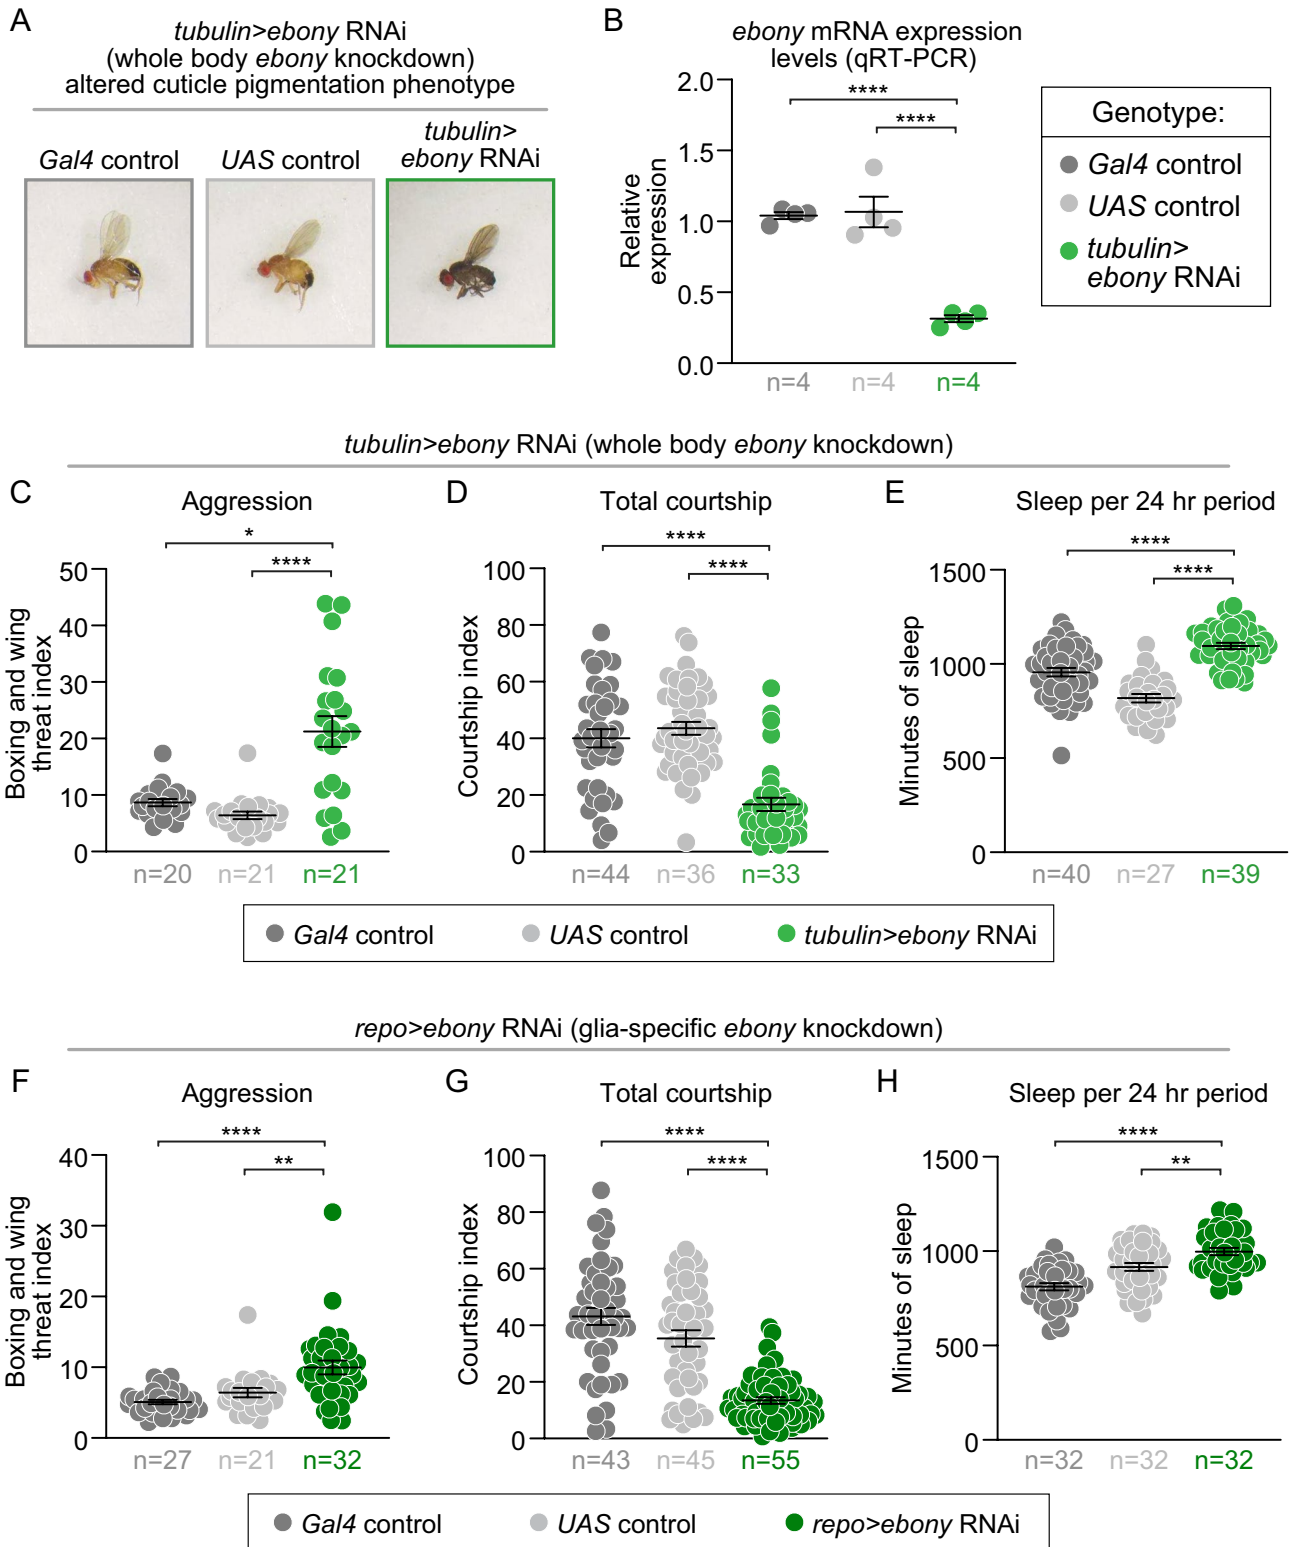 A
tubulin>ebony RNAi
(whole body ebony knockdown)
altered cuticle pigmentation phenotype
Gal4 control
UAS control
tubulin>
ebony RNAi
B
ebony mRNA expression
levels (qRT-PCR)
****
****
Relative
expression
2.0
1.5
1.0
0.5
0.0
n=4
n=4
n=4
Genotype:
Gal4 control
UAS control
tubulin>
ebony RNAi
tubulin>ebony RNAi (whole body ebony knockdown)
C
Aggression
*
****
Boxing and wing
threat index
50
40
30
20
10
0
n=20
n=21
n=21
D
Total courtship
****
****
Courtship index
100
80
60
40
20
0
n=44
n=36
n=33
E
Sleep per 24 hr period
****
****
Minutes of sleep
1500
1000
500
0
n=40
n=27
n=39
Gal4 control
UAS control
tubulin>ebony RNAi
repo>ebony RNAi (glia-specific ebony knockdown)
F
Aggression
****
**
Boxing and wing
threat index
40
30
20
10
0
n=27
n=21
n=32
G
Total courtship
****
****
Courtship index
100
80
60
40
20
0
n=43
n=45
n=55
H
Sleep per 24 hr period
****
**
Minutes of sleep
1500
1000
500
0
n=32
n=32
n=32
Gal4 control
UAS control
repo>ebony RNAi